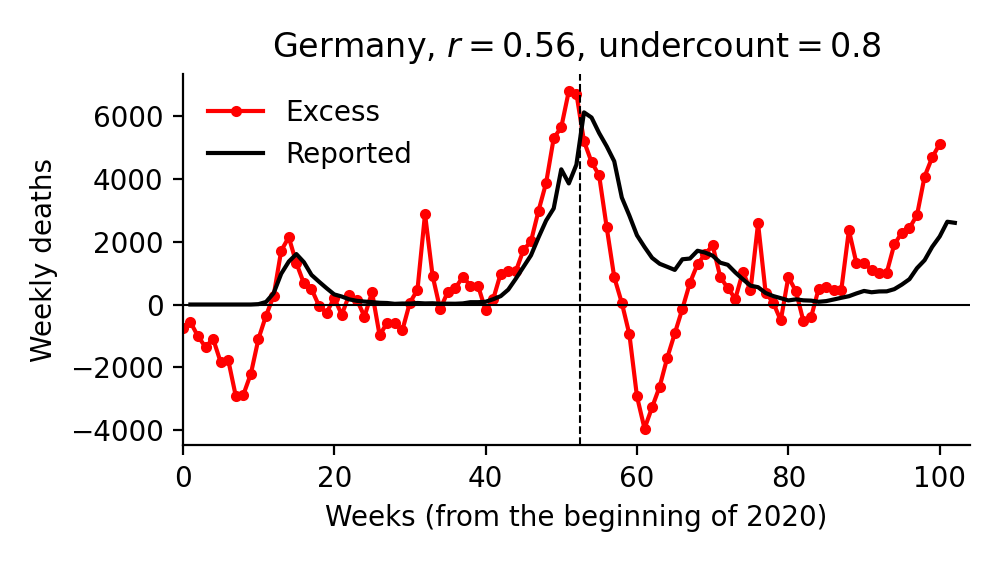 Germany, r = 0.56, undercount = 0.8
Excess
Reported
Weekly deaths
6000
4000
2000
0
−2000
−4000
0 20 40 60 80 100
Weeks (from the beginning of 2020)